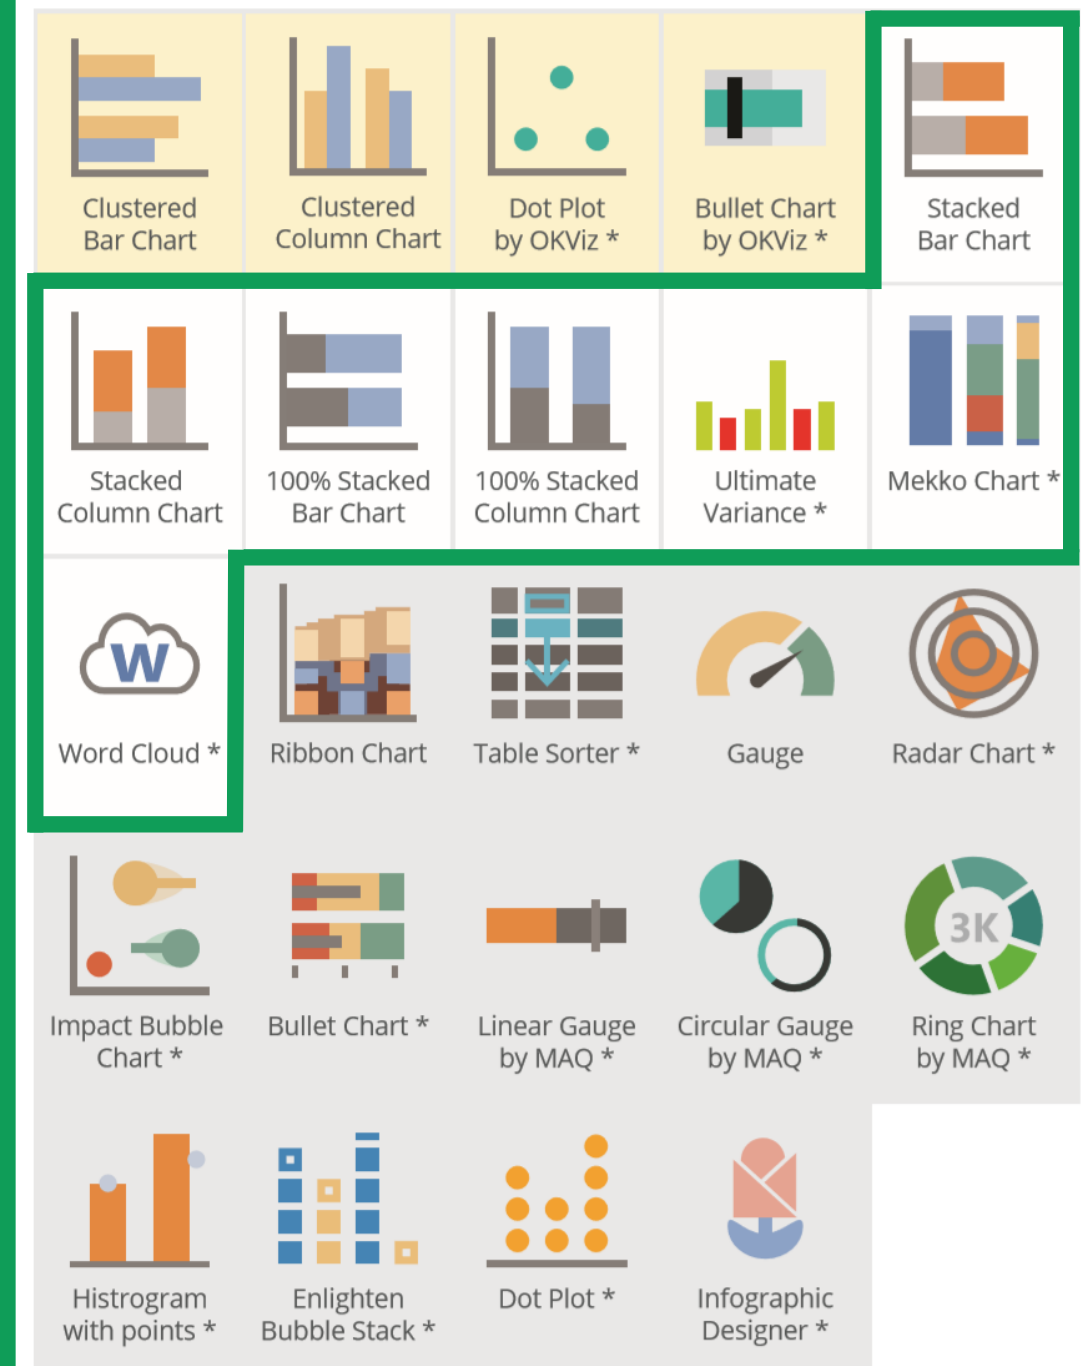 Clustered
Bar Chart
Clustered
Column Chart
Dot Plot
by OKViz *
Bullet Chart
by OKViz *
Stacked
Bar Chart
Stacked
Column Chart
100% Stacked
Bar Chart
100% Stacked
Column Chart
Ultimate
Variance *
Mekko Chart *
W
Word Cloud *
Ribbon Chart
Table Sorter *
Gauge
Radar Chart *
Impact Bubble
Chart *
Bullet Chart *
Linear Gauge
by MAQ *
Circular Gauge
by MAQ *
3K
Ring Chart
by MAQ *
Histrogram
with points *
Enlighten
Bubble Stack *
Dot Plot *
Infographic
Designer *